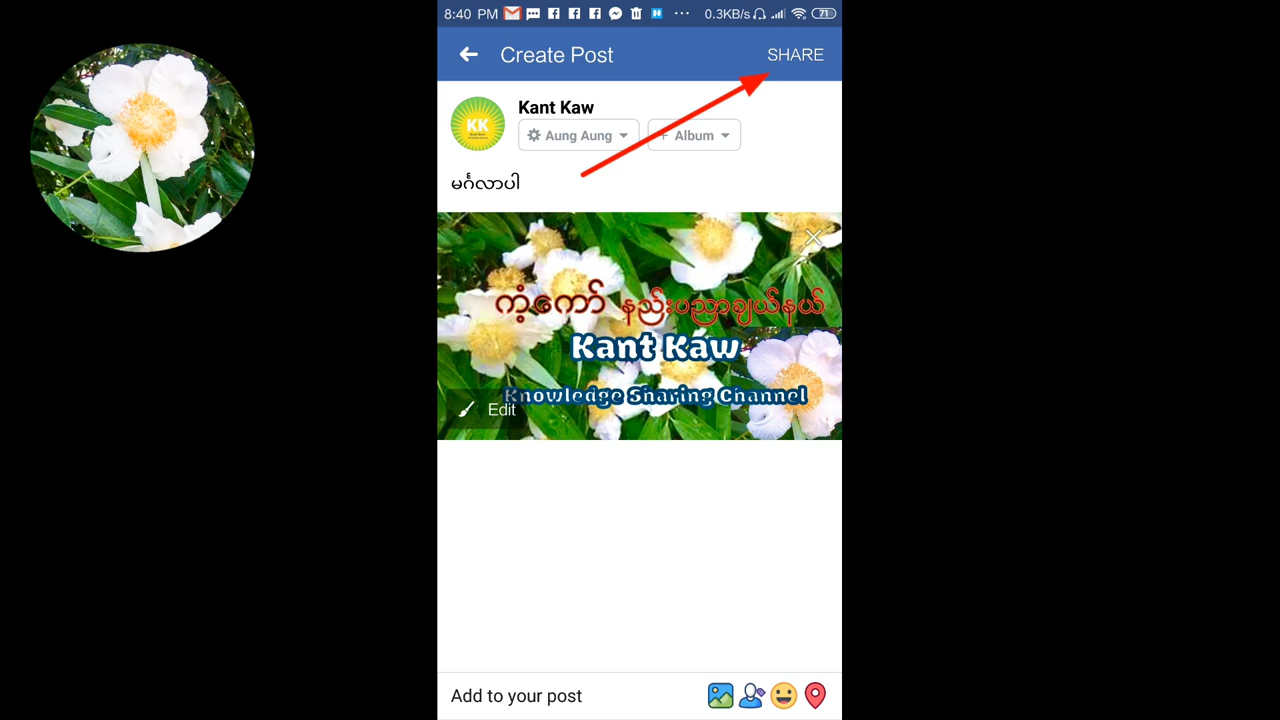 8:40 PM 0.3KB/s 71
Create Post SHARE
Kant Kaw
KK
Aung Aung + Album
မင်္ဂလာပါ
ကံ့ကော် နည်းပညာချယ်နယ်
Kant Kaw
Knowledge Sharing Channel
Edit
Add to your post